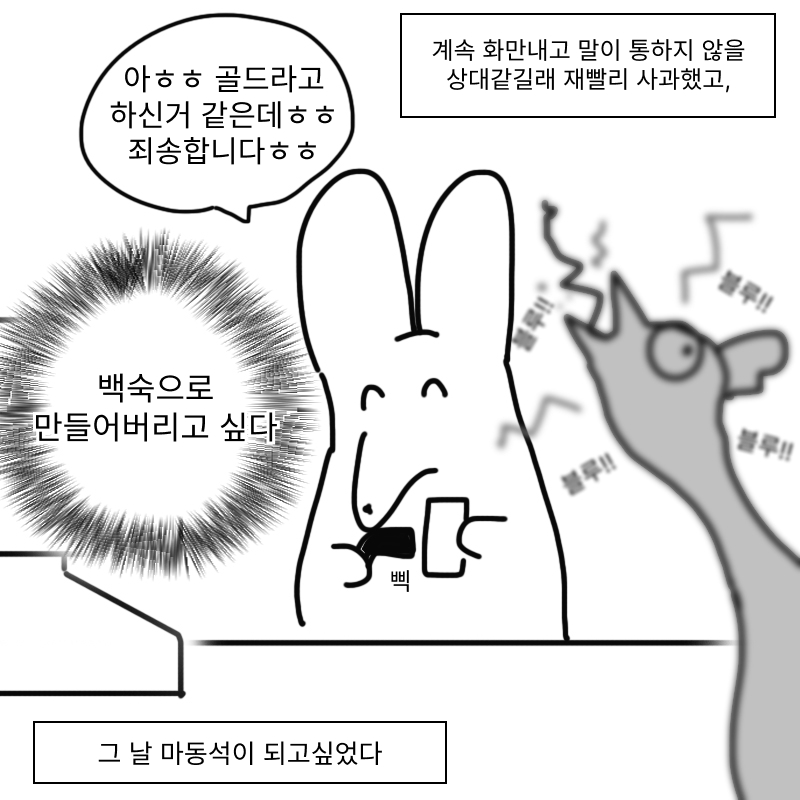 아ㅎㅎ 골드라고
하신거 같은데ㅎㅎ
죄송합니다ㅎㅎ
계속 화만내고 말이 통하지 않을
상대같길래 재빨리 사과했고,
블루!!
블루!!
블루!!
블루!!
백숙으로
만들어버리고 싶다
삑
그 날 마동석이 되고싶었다